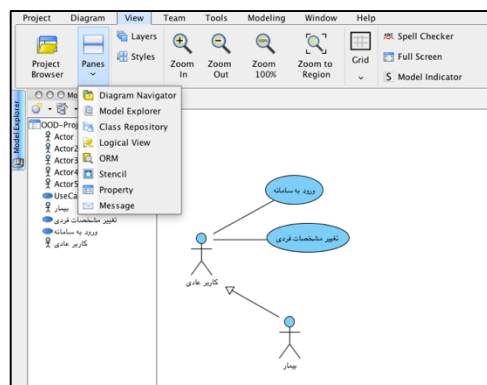 Project Diagram View Team Tools Modeling Window Help
Project Browser
Panes
Layers
Styles
Zoom In
Zoom Out
Zoom 100%
Zoom to Region
Grid
ABC Spell Checker
Full Screen
S Model Indicator
Diagram Navigator
Model Explorer
Class Repository
Logical View
ORM
Stencil
Property
Message
Model Explorer
Mo
OOD-Proj
Actor
Actor2
Actor3
Actor4
Actor5
UseCa
بیمار
تغییر مشخصات فردی
ورود به سامانه
کاربر عادی
ورود به سامانه
تغییر مشخصات فردی
کاربر عادی
بیمار